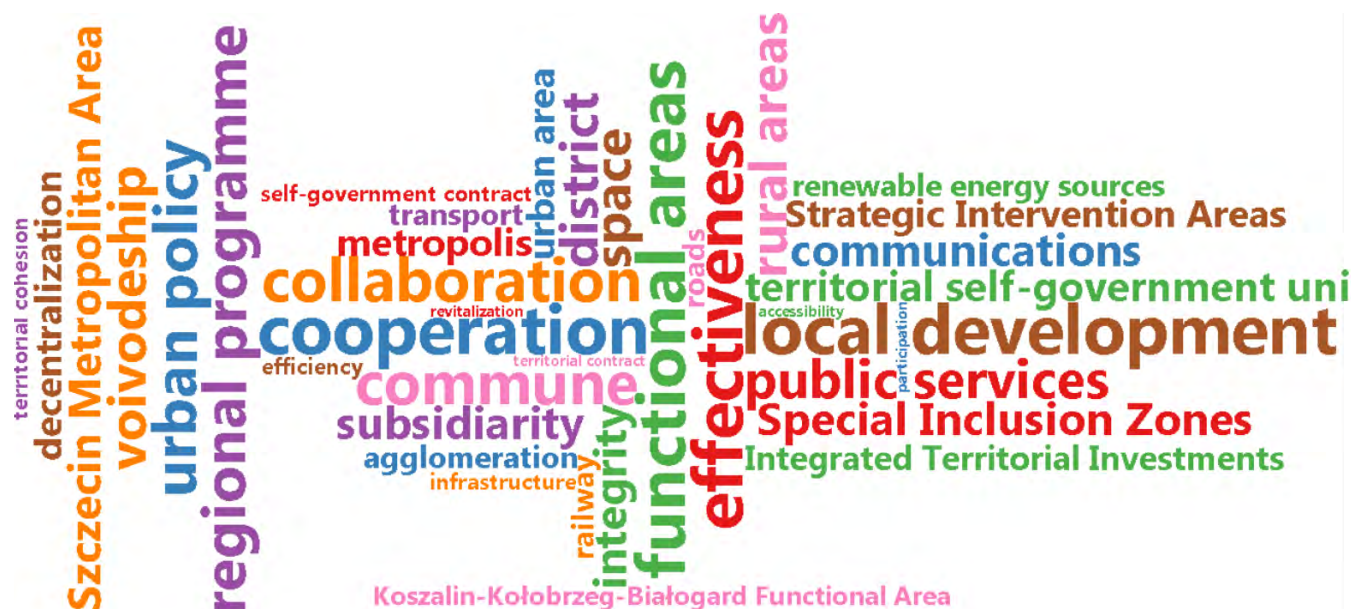 territorial cohesion
decentralization
Szczecin Metropolitan Area
voivodeship
urban policy
regional programme
self-government contract
transport
metropolis
collaboration
revitalization
cooperation
efficiency
territorial contract
commune
subsidiarity
agglomeration
infrastructure
railway
integrity
urban area
district
space
functional areas
roads
effectiveness
rural areas
renewable energy sources
Strategic Intervention Areas
communications
territorial self-government uni
accessibility
participation
local development
public services
Special Inclusion Zones
Integrated Territorial Investments
Koszalin-Kołobrzeg-Białogard Functional Area